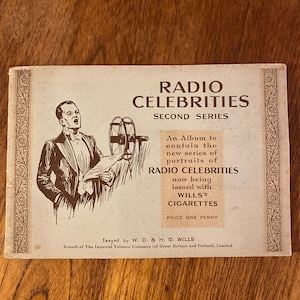 RADIO
CELEBRITIES
SECOND SERIES
An Album to
contain the
new series of
portraits of
RADIO CELEBRITIES
now being
issued with
WILLS'S
CIGARETTES
PRICE ONE PENNY
Issued by W. D. & H. O. WILLS
Branch of The Imperial Tobacco Company (of Great Britain and Ireland), Limited